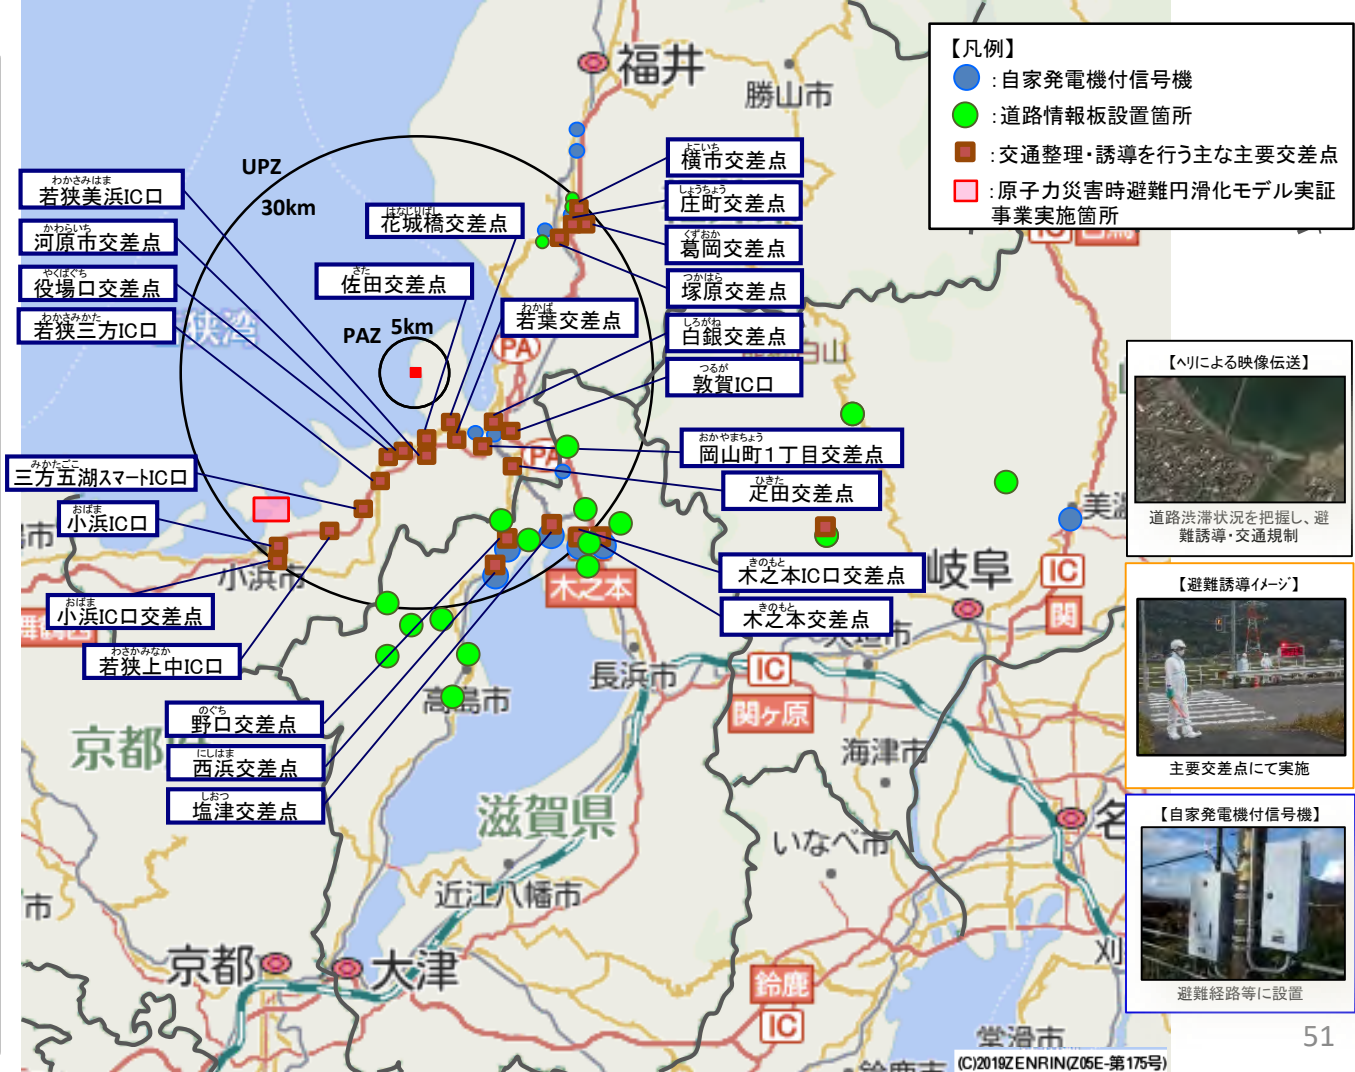 【凡例】
：自家発電機付信号機
：道路情報板設置箇所
：交通整理・誘導を行う主な主要交差点
：原子力災害時避難円滑化モデル実証
事業実施箇所
福井
勝山市
UPZ
30km
PAZ
5km
わかさみはま
若狭美浜IC口
かわらいち
河原市交差点
やくばぐち
役場口交差点
わかさみかた
若狭三方IC口
狭湾
花城橋交差点
さた
佐田交差点
わかば
若葉交差点
よこいち
横市交差点
しょうちょう
庄町交差点
くずおか
葛岡交差点
つかはら
塚原交差点
しろがね
白銀交差点
つるが
敦賀IC口
おかやまちょう
岡山町１丁目交差点
ひきた
疋田交差点
きのもと
木之本IC口交差点
きのもと
木之本交差点
みかたごこ
三方五湖スマートIC口
おばま
小浜IC口
おばま
小浜IC口交差点
わかさみなか
若狭上中IC口
のぐち
野口交差点
にしはま
西浜交差点
しおつ
塩津交差点
PA
PA
白山
IC
小浜市
木之本
岐阜
IC
関
長浜市
IC
関ヶ原
高島市
海津市
京都
滋賀県
いなべ市
近江八幡市
京都
大津
鈴鹿
IC
常滑市
【ヘリによる映像伝送】
道路渋滞状況を把握し、避
難誘導・交通規制
【避難誘導イメージ】
主要交差点にて実施
【自家発電機付信号機】
避難経路等に設置
51
(C)2019ZENRIN(Z05E-第175号)